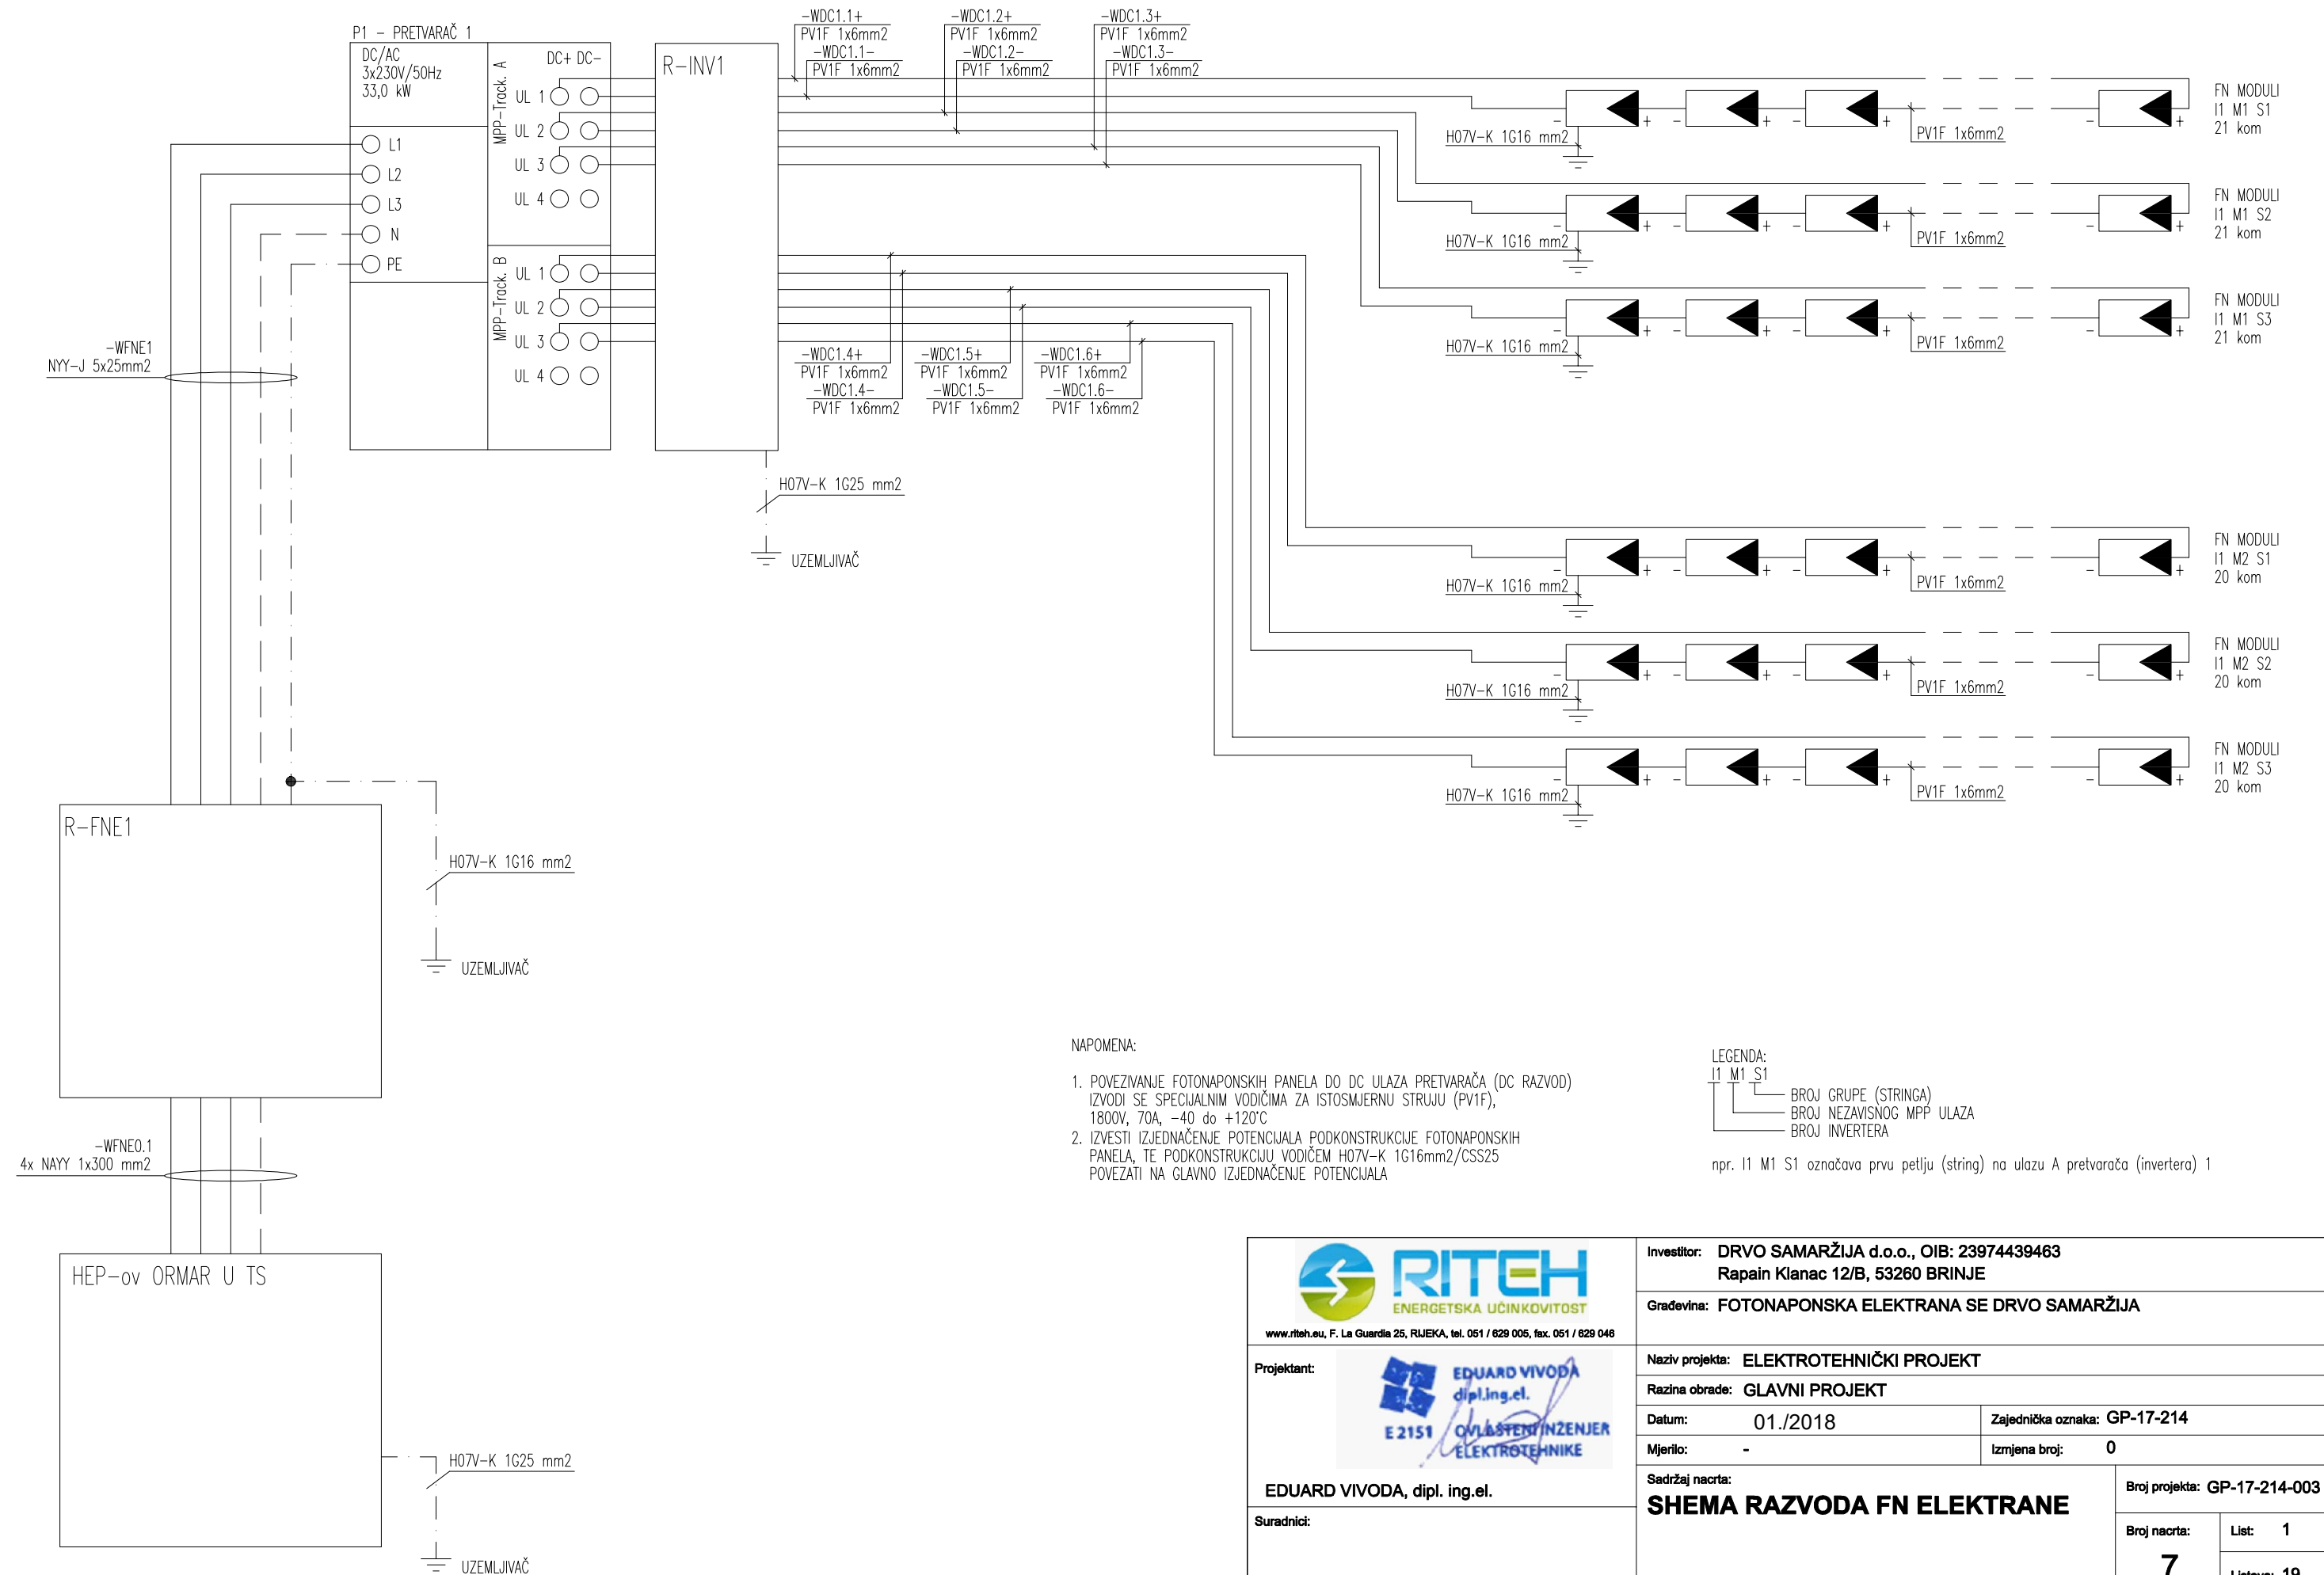 P1 - PRETVARAČ 1
DC/AC
3x230V/50Hz
33,0 kW
L1
L2
L3
N
PE
MPP-Track. A
DC+ DC-
UL 1
UL 2
UL 3
UL 4
MPP-Track. B
UL 1
UL 2
UL 3
UL 4
R-INV1
-WDC1.1+
PV1F 1x6mm2
-WDC1.1-
PV1F 1x6mm2
-WDC1.2+
PV1F 1x6mm2
-WDC1.2-
PV1F 1x6mm2
-WDC1.3+
PV1F 1x6mm2
-WDC1.3-
PV1F 1x6mm2
-WDC1.4+
PV1F 1x6mm2
-WDC1.4-
PV1F 1x6mm2
-WDC1.5+
PV1F 1x6mm2
-WDC1.5-
PV1F 1x6mm2
-WDC1.6+
PV1F 1x6mm2
-WDC1.6-
PV1F 1x6mm2
H07V-K 1G25 mm2
UZEMLJIVAČ
H07V-K 1G16 mm2
- + - + - +
PV1F 1x6mm2
- +
FN MODULI
I1 M1 S1
21 kom
H07V-K 1G16 mm2
- + - + - +
PV1F 1x6mm2
- +
FN MODULI
I1 M1 S2
21 kom
H07V-K 1G16 mm2
- + - + - +
PV1F 1x6mm2
- +
FN MODULI
I1 M1 S3
21 kom
H07V-K 1G16 mm2
- + - + - +
PV1F 1x6mm2
- +
FN MODULI
I1 M2 S1
20 kom
H07V-K 1G16 mm2
- + - + - +
PV1F 1x6mm2
- +
FN MODULI
I1 M2 S2
20 kom
H07V-K 1G16 mm2
- + - + - +
PV1F 1x6mm2
- +
FN MODULI
I1 M2 S3
20 kom
-WFNE1
NYY-J 5x25mm2
R-FNE1
H07V-K 1G16 mm2
UZEMLJIVAČ
-WFNE0.1
4x NAYY 1x300 mm2
HEP-ov ORMAR U TS
H07V-K 1G25 mm2
UZEMLJIVAČ
NAPOMENA:
1. POVEZIVANJE FOTONAPONSKIH PANELA DO DC ULAZA PRETVARAČA (DC RAZVOD)
IZVODI SE SPECIJALNIM VODIČIMA ZA ISTOSMJERNU STRUJU (PV1F),
1800V, 70A, -40 do +120°C
2. IZVESTI IZJEDNAČENJE POTENCIJALA PODKONSTRUKCIJE FOTONAPONSKIH
PANELA, TE PODKONSTRUKCIJU VODIČEM H07V-K 1G16mm2/CSS25
POVEZATI NA GLAVNO IZJEDNAČENJE POTENCIJALA
LEGENDA:
I1 M1 S1
BROJ GRUPE (STRINGA)
BROJ NEZAVISNOG MPP ULAZA
BROJ INVERTERA
npr. I1 M1 S1 označava prvu petlju (string) na ulazu A pretvarača (invertera) 1
RITEH
ENERGETSKA UČINKOVITOST
www.riteh.eu, F. La Guardia 25, RIJEKA, tel. 051 / 629 005, fax. 051 / 629 046
Projektant:
EDUARD VIVODA
dipl.ing.el.
E 2151 OVLAŠTENI INŽENJER
ELEKTROTEHNIKE
EDUARD VIVODA, dipl. ing.el.
Suradnici:
Investitor: DRVO SAMARŽIJA d.o.o., OIB: 23974439463
Rapain Klanac 12/B, 53260 BRINJE
Građevina: FOTONAPONSKA ELEKTRANA SE DRVO SAMARŽIJA
Naziv projekta: ELEKTROTEHNIČKI PROJEKT
Razina obrade: GLAVNI PROJEKT
Datum: 01./2018
Zajednička oznaka: GP-17-214
Mjerilo: -
Izmjena broj: 0
Sadržaj nacrta:
SHEMA RAZVODA FN ELEKTRANE
Broj projekta: GP-17-214-003
Broj nacrta:
7
List: 1
Listova: 19